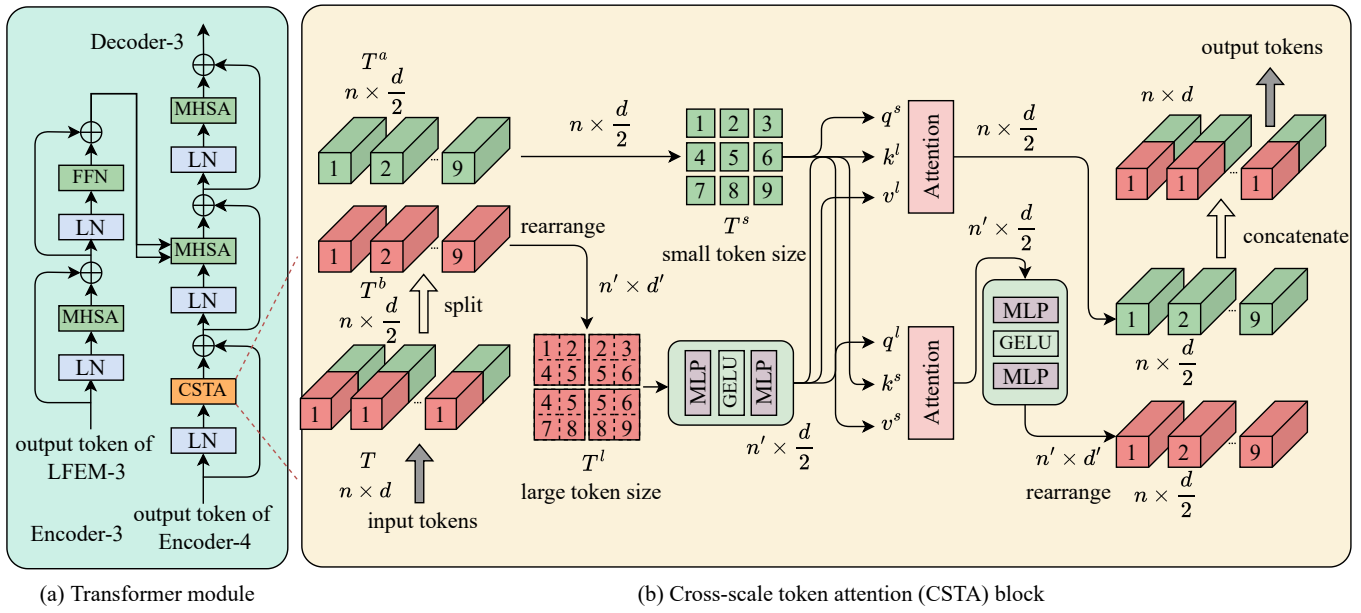 Decoder-3
MHSA
LN
FFN
LN
MHSA
LN
MHSA
LN
CSTA
LN
output token of
LFEM-3
Encoder-3
output token of
Encoder-4
(a) Transformer module
T^a
n × d/2
1 2 ... 9
n × d/2
1 2 3
4 5 6
7 8 9
T^s
small token size
1 2 ... 9
T^b
n × d/2
split
rearrange
n′ × d′
1 1 ... 1
T
n × d
input tokens
1 2 2 3
4 5 5 6
4 5 5 6
7 8 8 9
T^l
large token size
MLP
GELU
MLP
n′ × d/2
q^s
k^l
v^l
Attention
n × d/2
q^l
k^s
v^s
Attention
n′ × d/2
MLP
GELU
MLP
n′ × d′
rearrange
output tokens
n × d
1 1 ... 1
concatenate
1 2 ... 9
n × d/2
1 2 ... 9
n × d/2
(b) Cross-scale token attention (CSTA) block